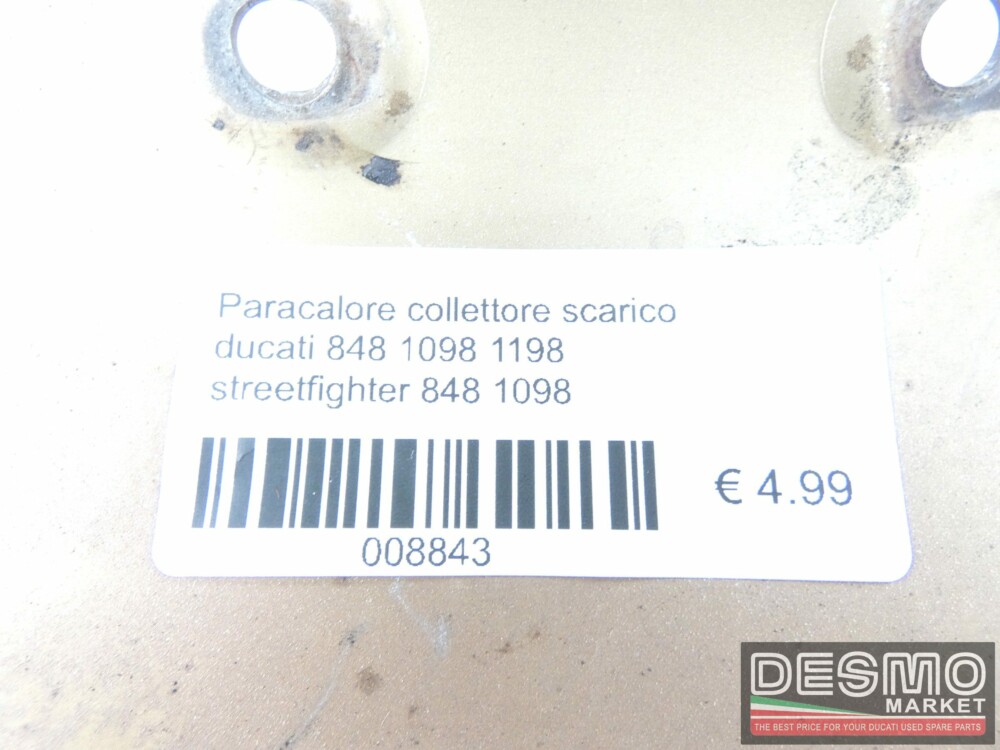 Paracalore collettore scarico
ducati 848 1098 1198
streetfighter 848 1098
€ 4.99
008843
DESMO
MARKET
THE BEST PRICE FOR YOUR DUCATI USED SPARE PARTS